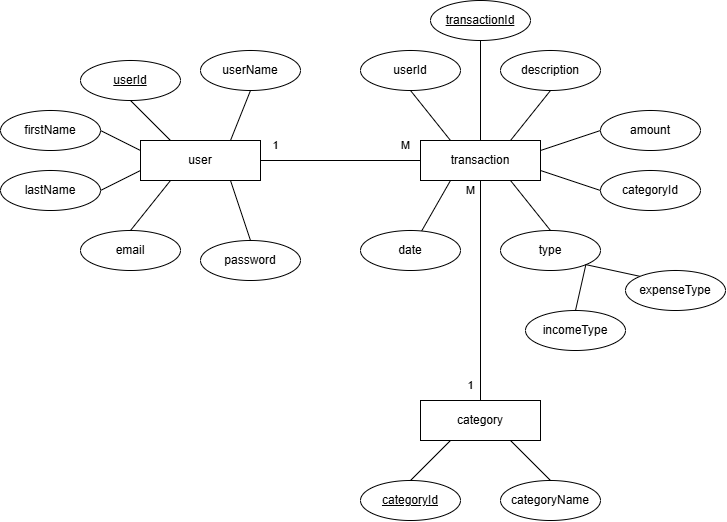 transactionId
userId
userName
userId
description
firstName
amount
1
M
user
transaction
lastName
M
categoryId
email
password
date
type
expenseType
incomeType
1
category
categoryId
categoryName